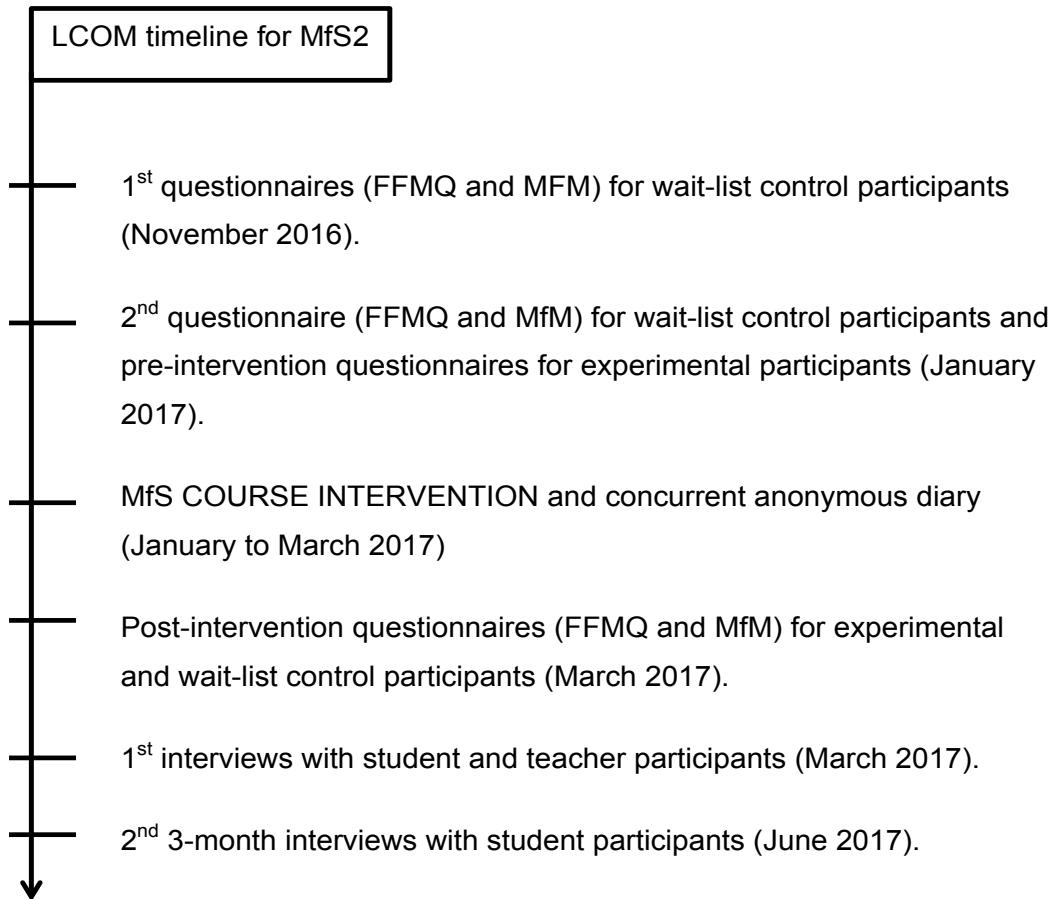 LCOM timeline for MfS2
1st questionnaires (FFMQ and MFM) for wait-list control participants
(November 2016).
2nd questionnaire (FFMQ and MfM) for wait-list control participants and
pre-intervention questionnaires for experimental participants (January
2017).
MfS COURSE INTERVENTION and concurrent anonymous diary
(January to March 2017)
Post-intervention questionnaires (FFMQ and MfM) for experimental
and wait-list control participants (March 2017).
1st interviews with student and teacher participants (March 2017).
2nd 3-month interviews with student participants (June 2017).